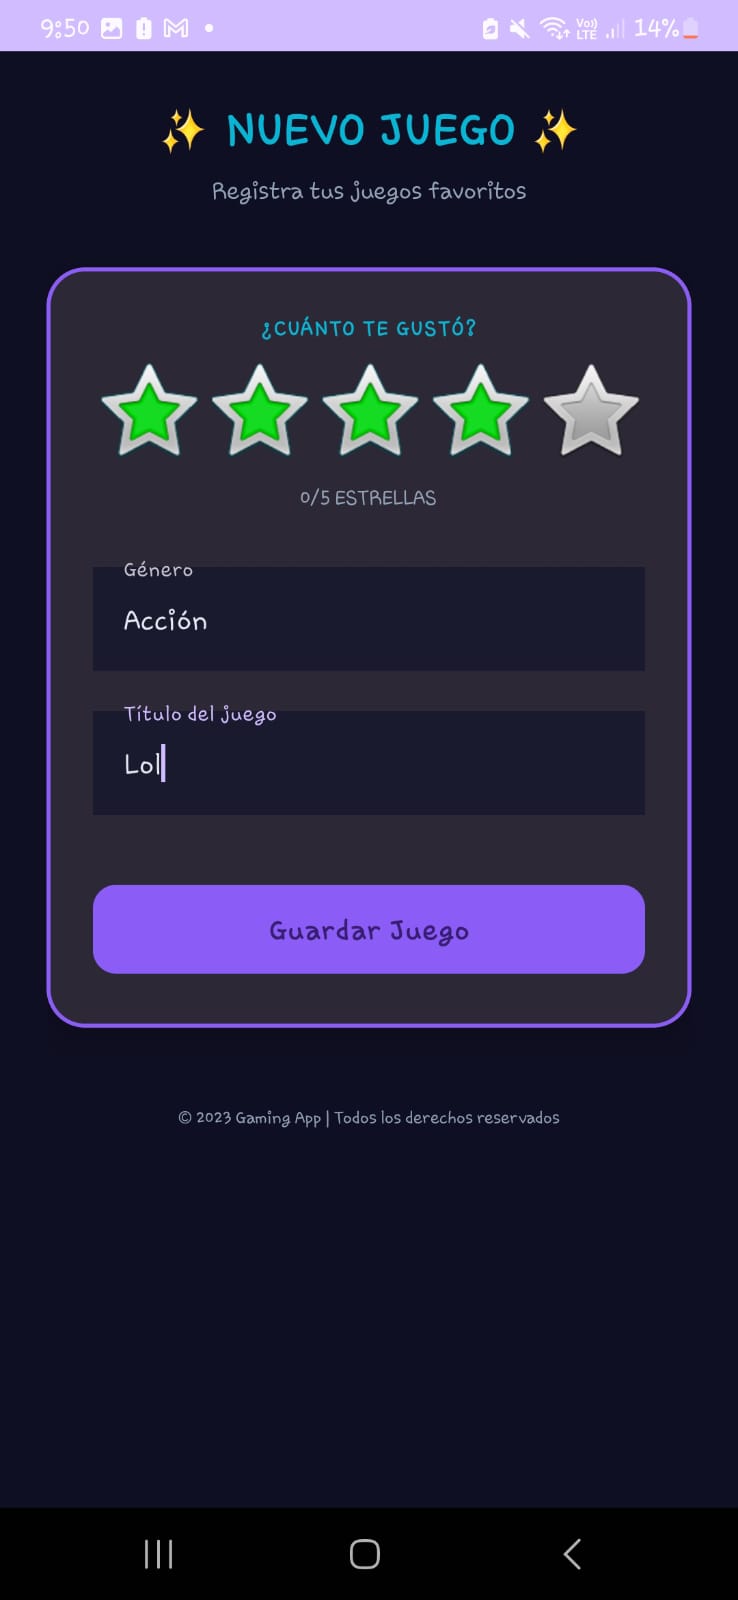 9:50
Vo))
LTE
14%
✨ NUEVO JUEGO ✨
Registra tus juegos favoritos
¿CUÁNTO TE GUSTÓ?
0/5 ESTRELLAS
Género
Acción
Título del juego
Lol
Guardar Juego
© 2023 Gaming App | Todos los derechos reservados